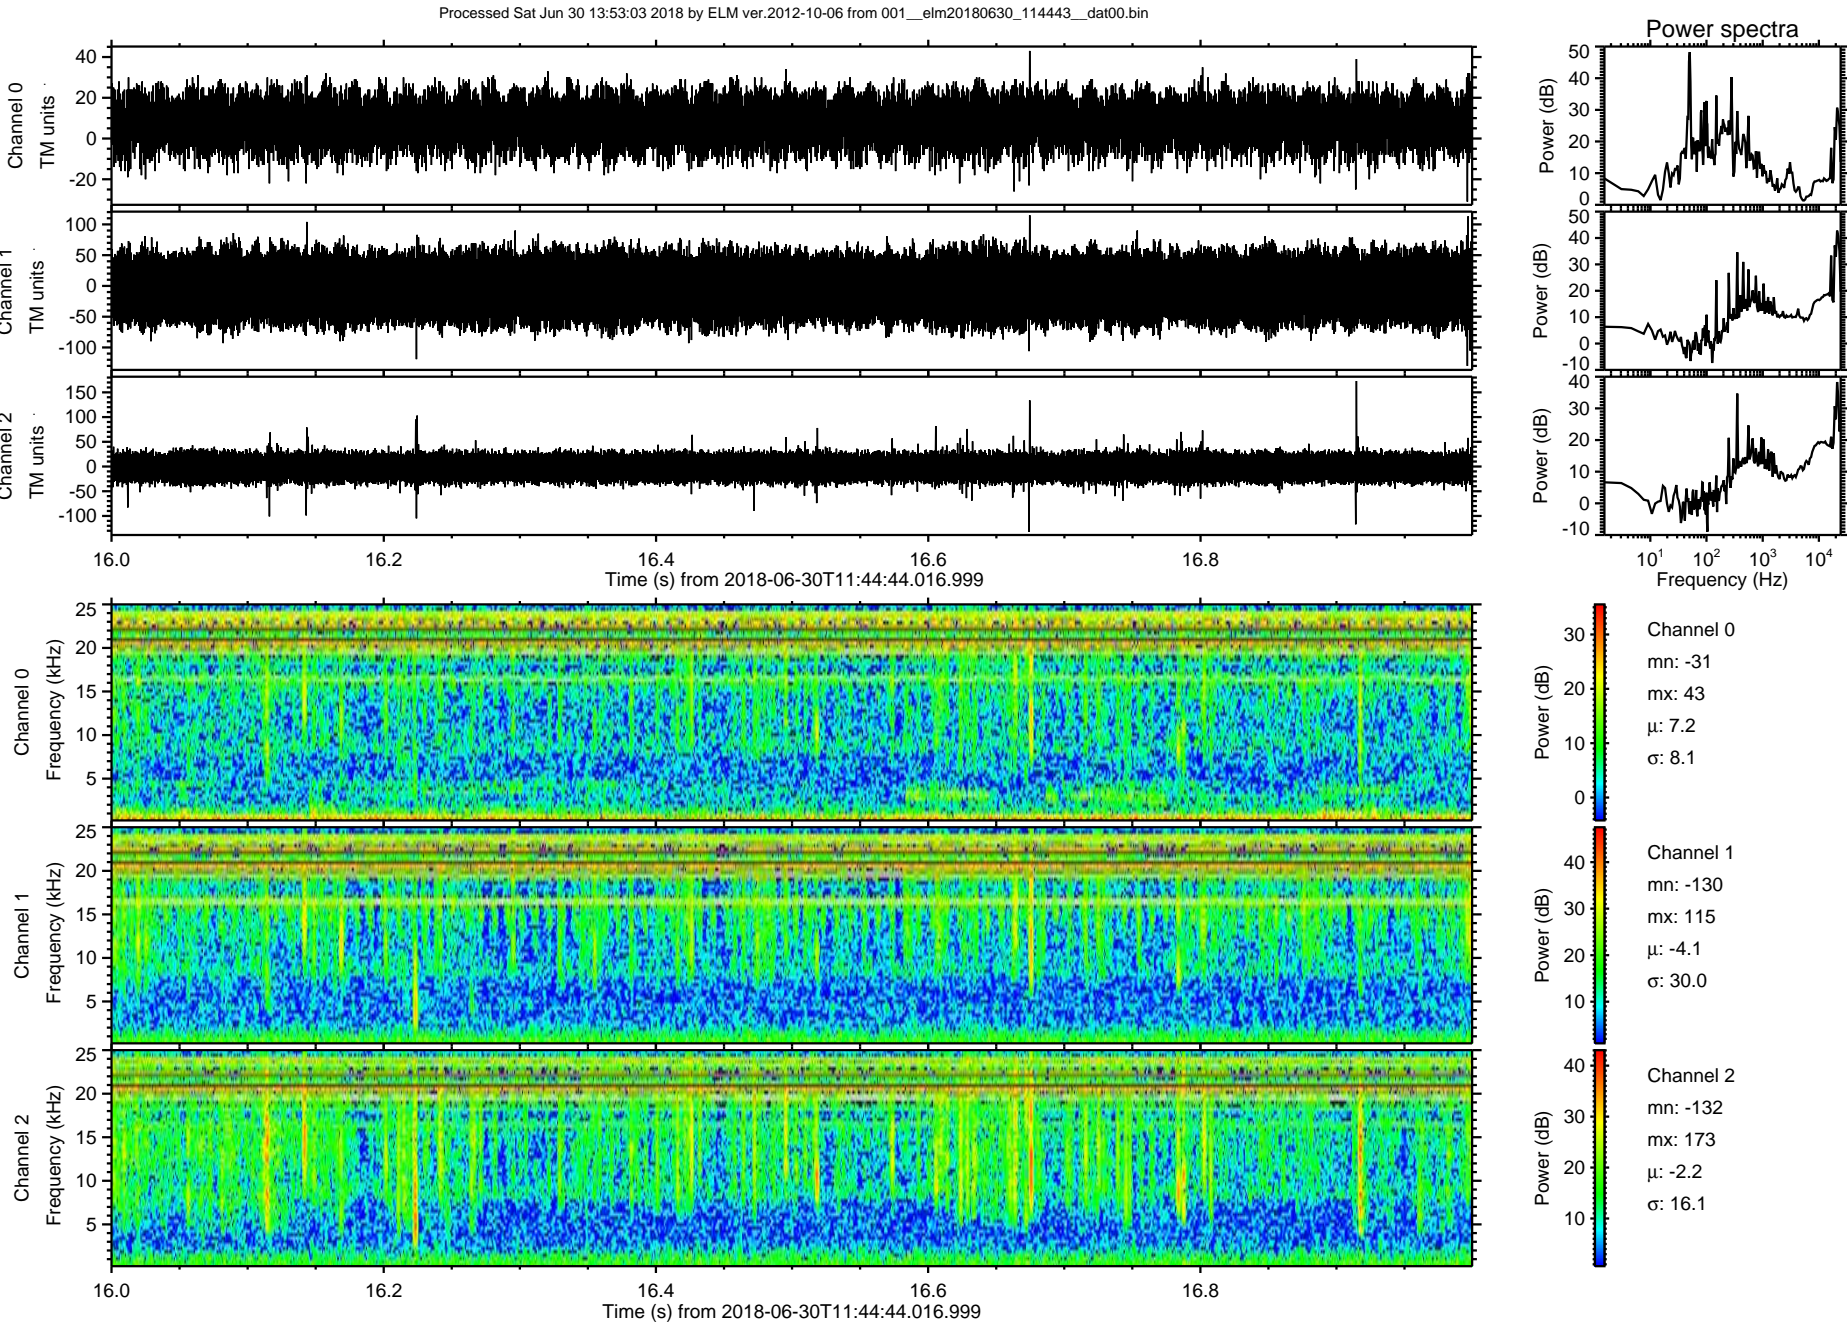 Processed Sat Jun 30 13:53:03 2018 by ELM ver.2012-10-06 from 001__elm20180630_114443__dat00.bin
Power spectra
Channel 0
TM units
40
20
0
-20
Power (dB)
50
40
30
20
10
0
Channel 1
TM units
100
50
0
-50
-100
Power (dB)
50
40
30
20
10
0
-10
Channel 2
TM units
150
100
50
0
-50
-100
Power (dB)
40
30
20
10
0
-10
16.0 16.2 16.4 16.6 16.8
Time (s) from 2018-06-30T11:44:44.016.999
10^1 10^2 10^3 10^4
Frequency (Hz)
Channel 0
Frequency (kHz)
25
20
15
10
5
Power (dB)
30
20
10
0
Channel 0
mn: -31
mx: 43
μ: 7.2
σ: 8.1
Channel 1
Frequency (kHz)
25
20
15
10
5
Power (dB)
40
30
20
10
Channel 1
mn: -130
mx: 115
μ: -4.1
σ: 30.0
Channel 2
Frequency (kHz)
25
20
15
10
5
Power (dB)
40
30
20
10
Channel 2
mn: -132
mx: 173
μ: -2.2
σ: 16.1
16.0 16.2 16.4 16.6 16.8
Time (s) from 2018-06-30T11:44:44.016.999